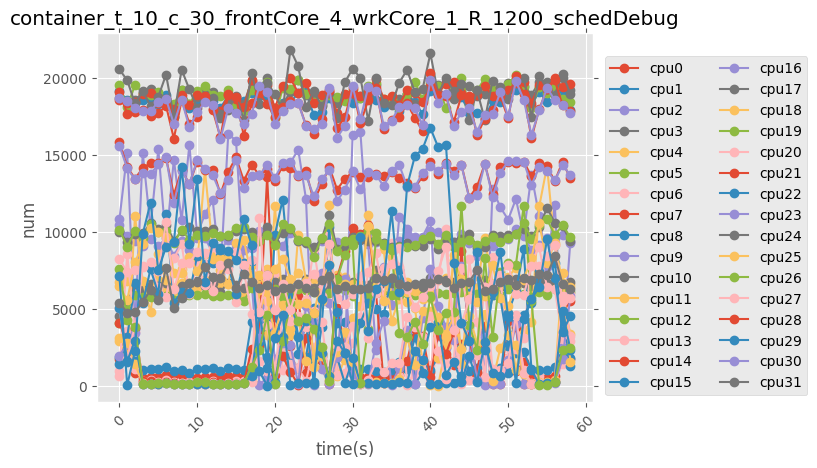 container_t_10_c_30_frontCore_4_wrkCore_1_R_1200_schedDebug
20000
15000
10000
5000
0
num
0
10
20
30
40
50
60
time(s)
cpu0
cpu1
cpu2
cpu3
cpu4
cpu5
cpu6
cpu7
cpu8
cpu9
cpu10
cpu11
cpu12
cpu13
cpu14
cpu15
cpu16
cpu17
cpu18
cpu19
cpu20
cpu21
cpu22
cpu23
cpu24
cpu25
cpu26
cpu27
cpu28
cpu29
cpu30
cpu31